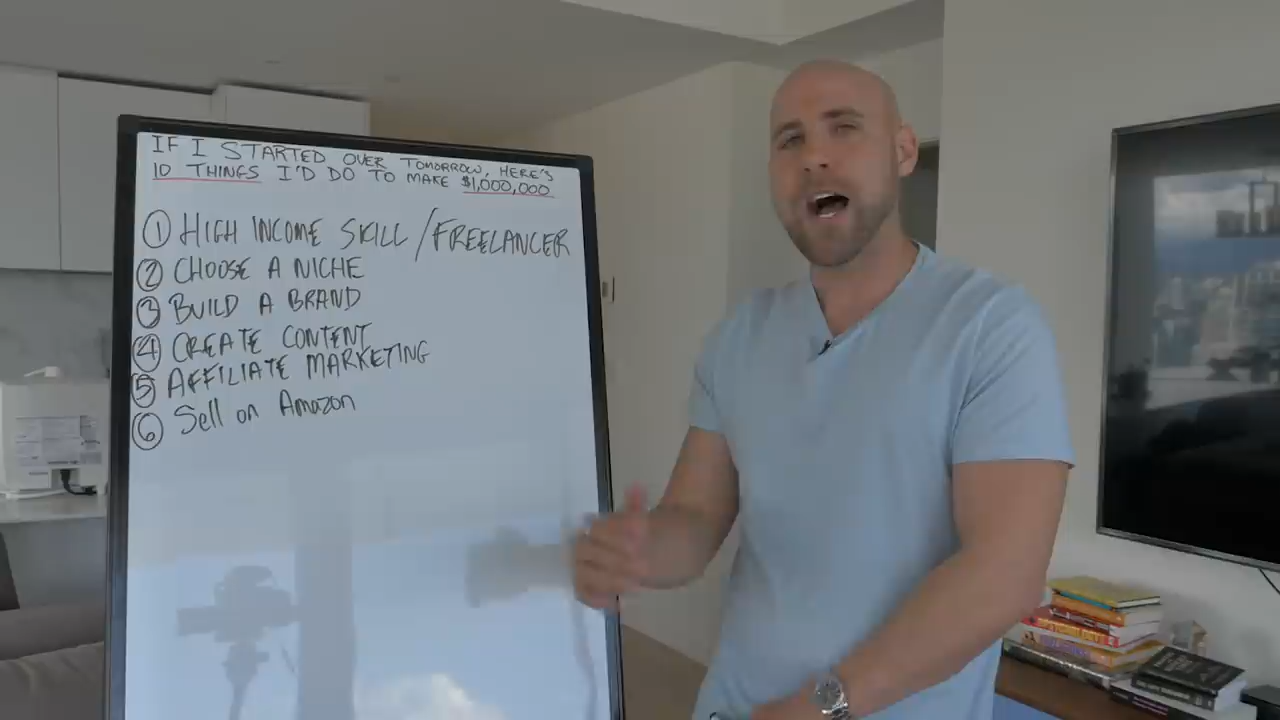 IF I STARTED OVER TOMORROW, HERE'S
10 THINGS I'D DO TO MAKE $1,000,000
① HIGH INCOME SKILL/FREELANCER
② CHOOSE A NICHE
③ BUILD A BRAND
④ CREATE CONTENT
⑤ AFFILIATE MARKETING
⑥ Sell on Amazon